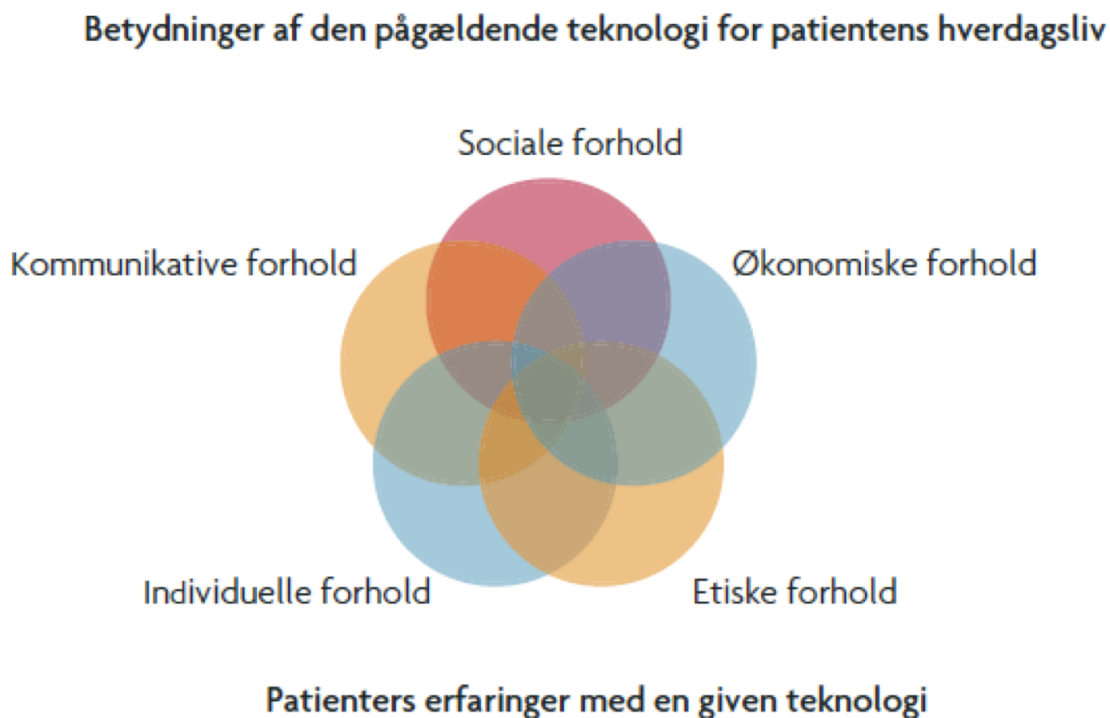 Betydninger af den pågældende teknologi for patientens hverdagsliv
Sociale forhold
Kommunikative forhold
Økonomiske forhold
Individuelle forhold
Etiske forhold
Patienters erfaringer med en given teknologi